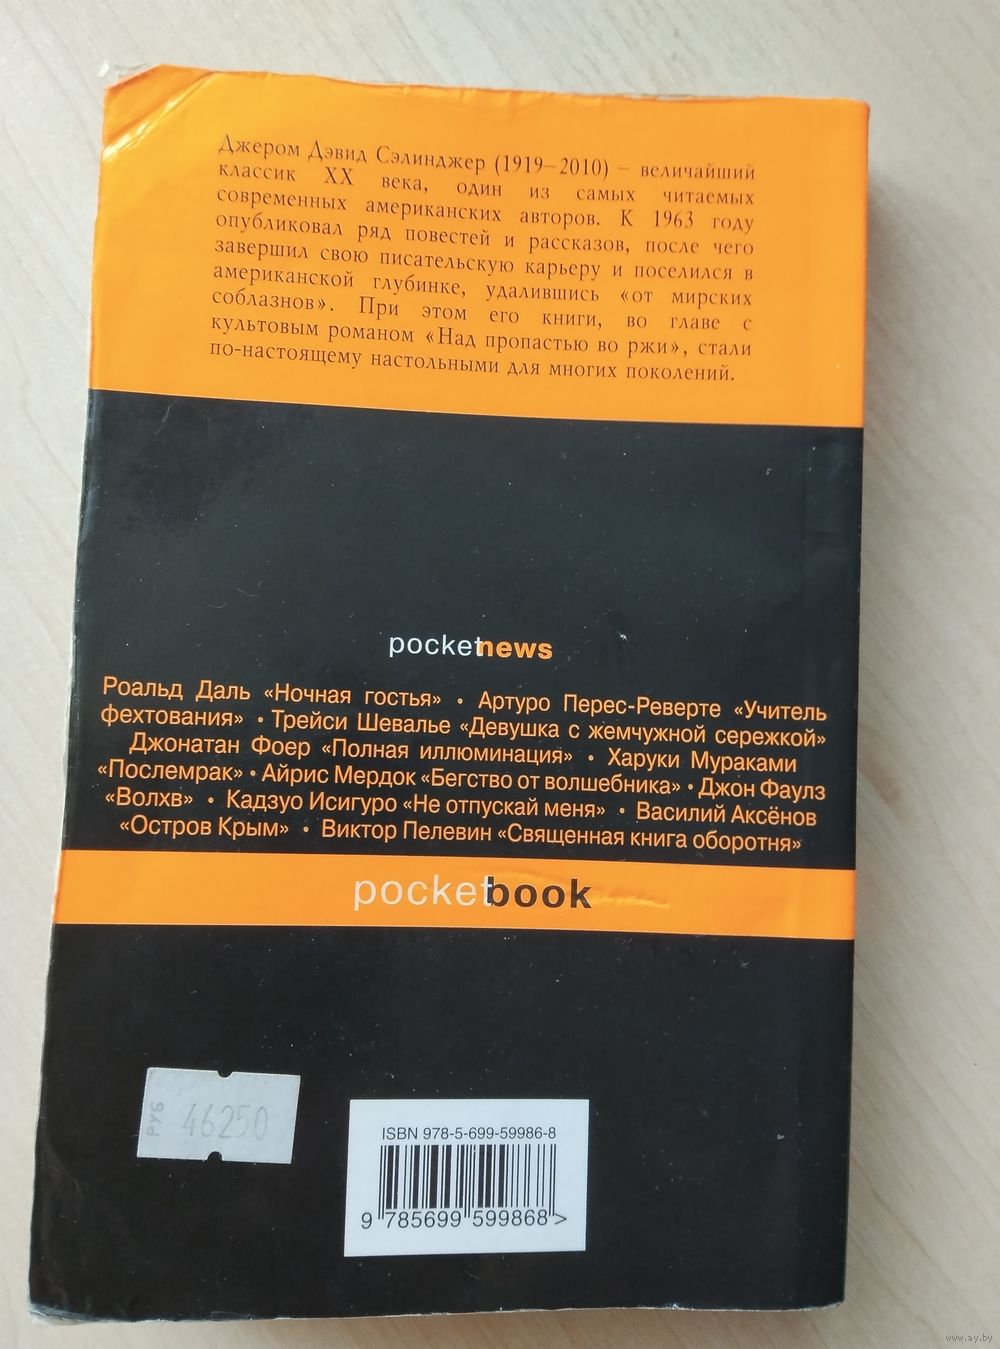 Джером Дэвид Сэлинджер (1919–2010) – величайший
классик XX века, один из самых читаемых
современных американских авторов. К 1963 году
опубликовал ряд повестей и рассказов, после чего
завершил свою писательскую карьеру и поселился в
американской глубинке, удалившись «от мирских
соблазнов». При этом его книги, во главе с
культовым романом «Над пропастью во ржи», стали
по-настоящему настольными для многих поколений.
pocketnews
Роальд Даль «Ночная гостья» • Артуро Перес-Реверте «Учитель
фехтования» • Трейси Шевалье «Девушка с жемчужной сережкой»
Джонатан Фоер «Полная иллюминация» • Харуки Мураками
«Послемрак» • Айрис Мердок «Бегство от волшебника» • Джон Фаулз
«Волхв» • Кадзуо Исигуро «Не отпускай меня» • Василий Аксёнов
«Остров Крым» • Виктор Пелевин «Священная книга оборотня»
pocketbook
РУБ 46250
ISBN 978-5-699-59986-8
9 785699 599868 >
www.ay.by